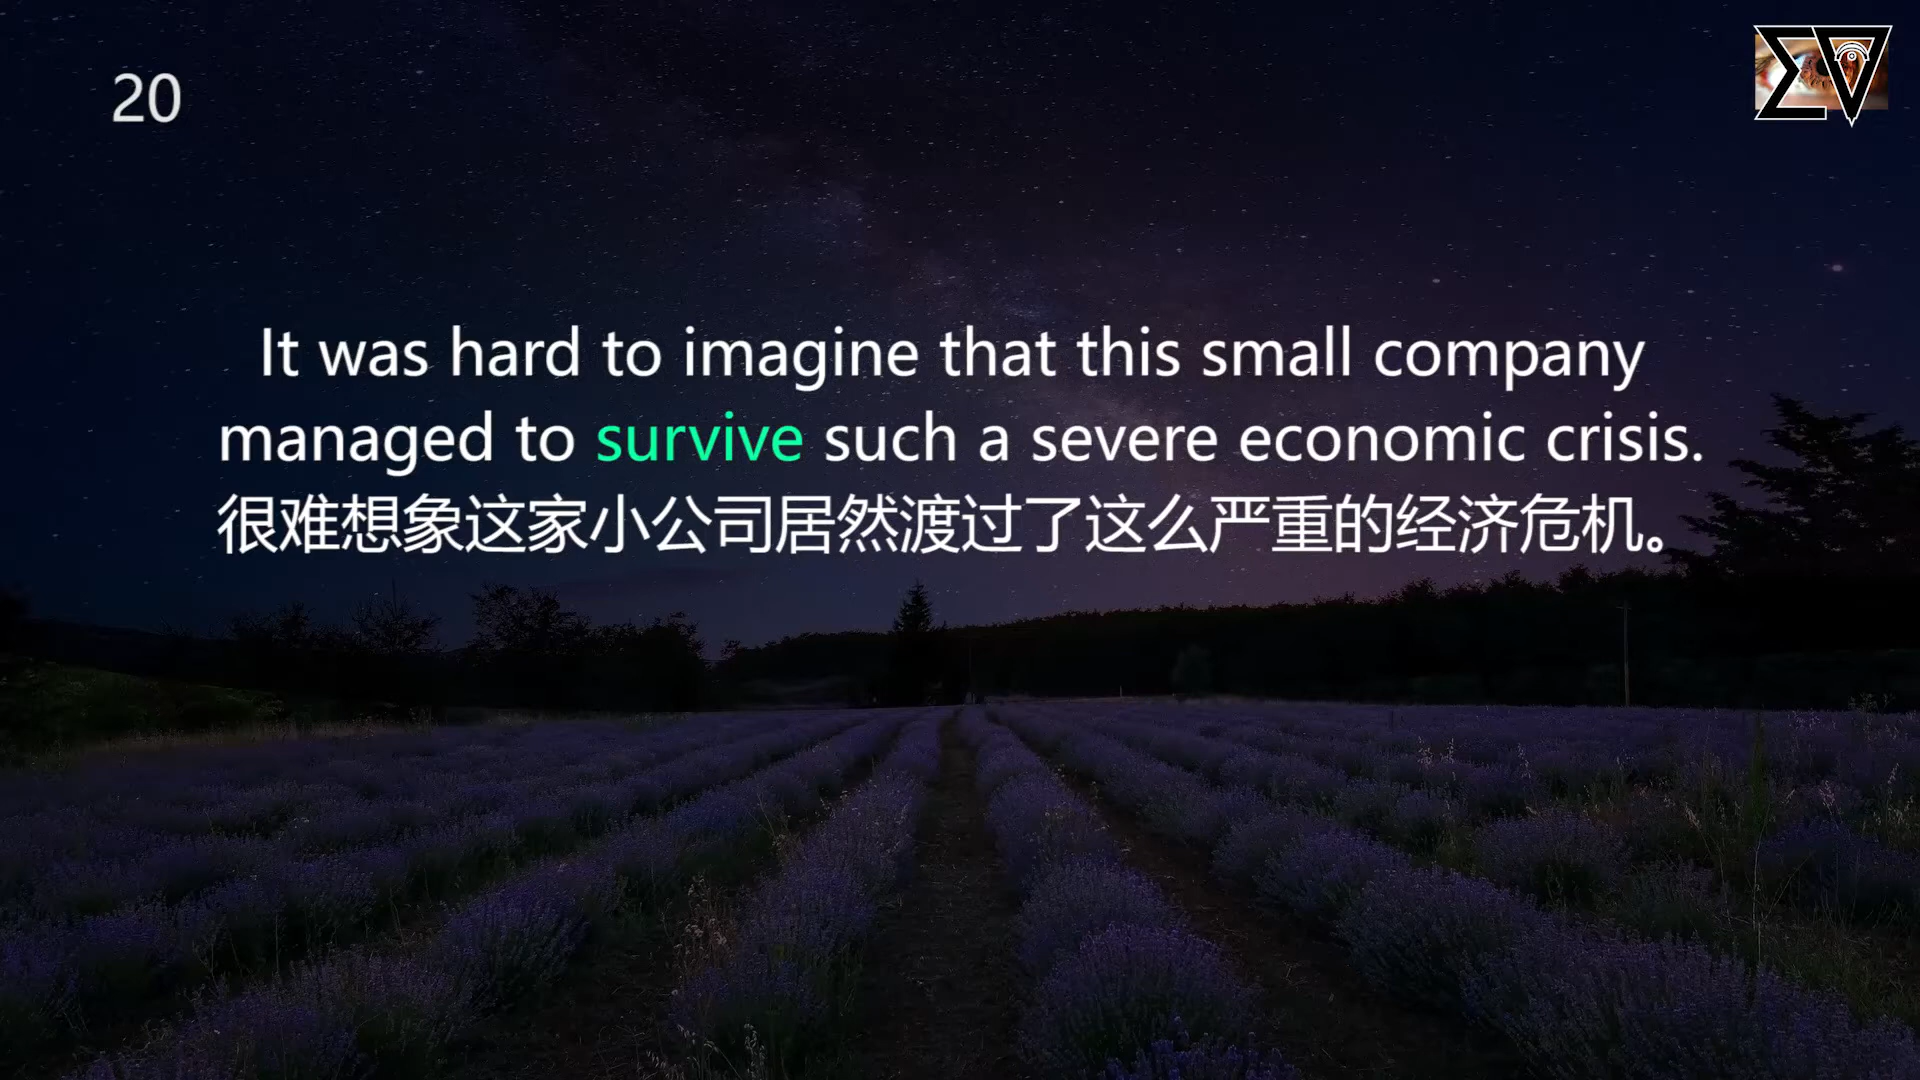 20
It was hard to imagine that this small company
managed to survive such a severe economic crisis.
很难想象这家小公司居然渡过了这么严重的经济危机。